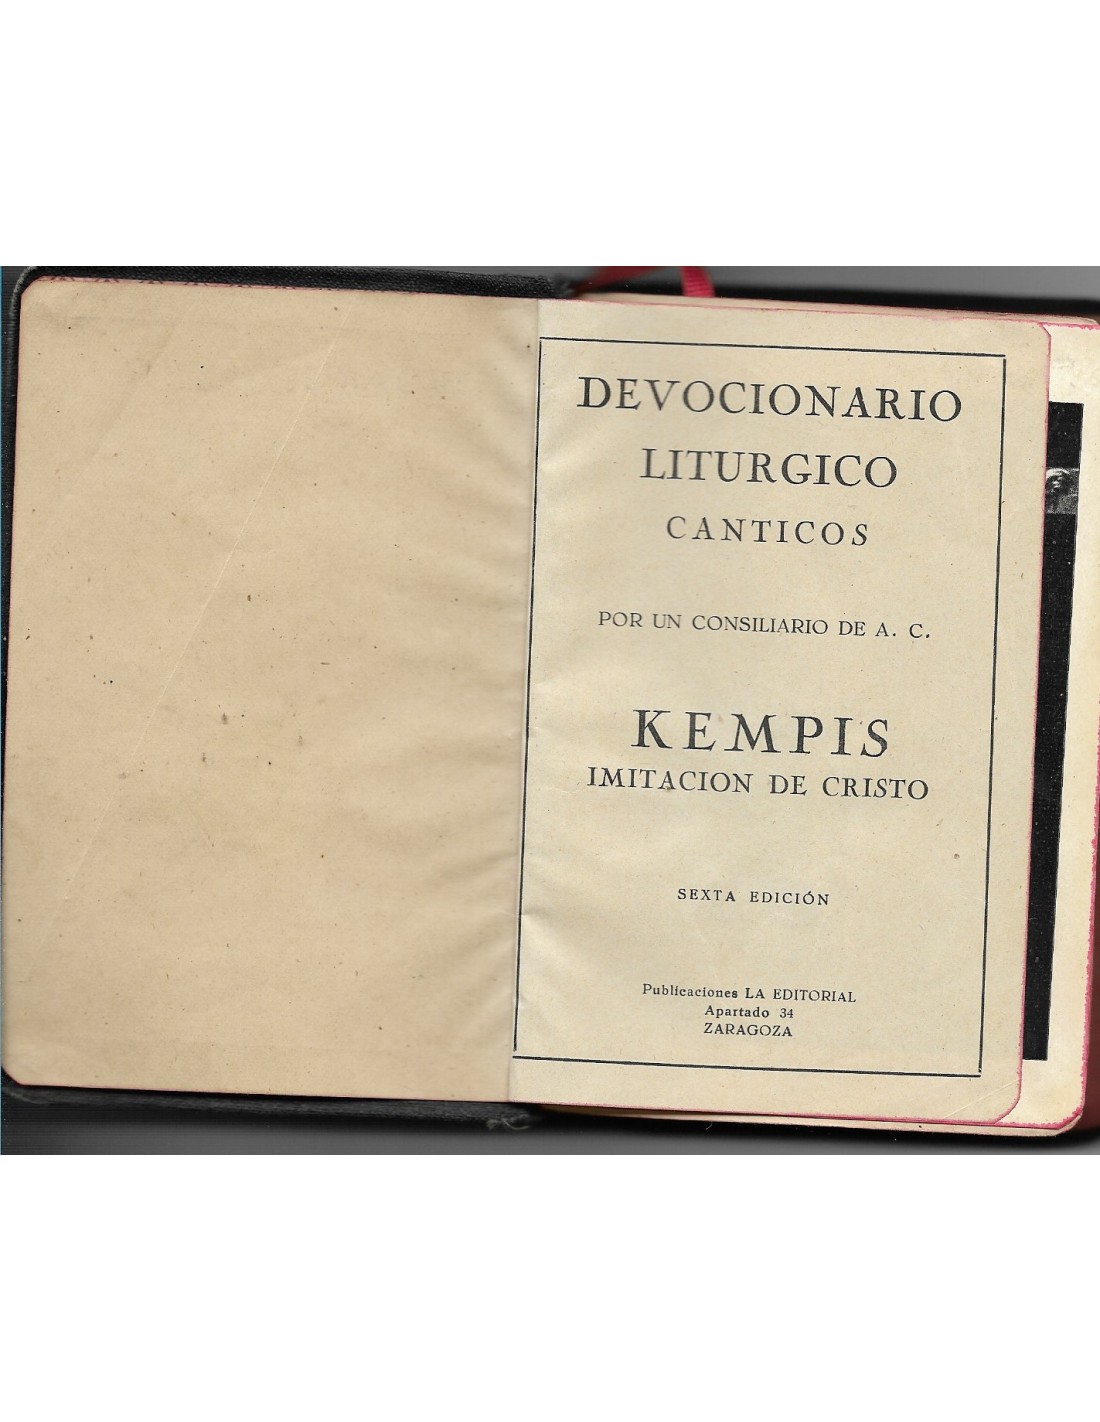 DEVOCIONARIO
LITURGICO
CANTICOS
POR UN CONSILIARIO DE A. C.
KEMPIS
IMITACION DE CRISTO
SEXTA EDICIÓN
Publicaciones LA EDITORIAL
Apartado 34
ZARAGOZA